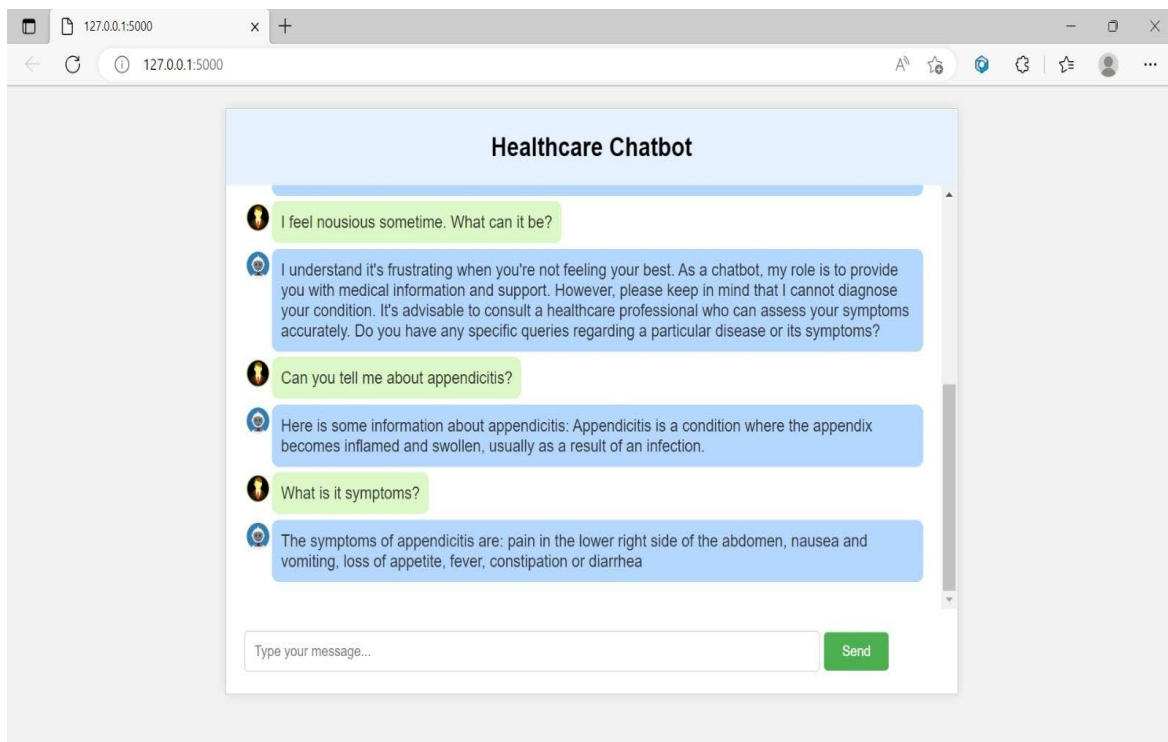 127.0.0.1:5000
127.0.0.1:5000
Healthcare Chatbot
I feel nousious sometime. What can it be?
I understand it's frustrating when you're not feeling your best. As a chatbot, my role is to provide
you with medical information and support. However, please keep in mind that I cannot diagnose
your condition. It's advisable to consult a healthcare professional who can assess your symptoms
accurately. Do you have any specific queries regarding a particular disease or its symptoms?
Can you tell me about appendicitis?
Here is some information about appendicitis: Appendicitis is a condition where the appendix
becomes inflamed and swollen, usually as a result of an infection.
What is it symptoms?
The symptoms of appendicitis are: pain in the lower right side of the abdomen, nausea and
vomiting, loss of appetite, fever, constipation or diarrhea
Type your message...
Send